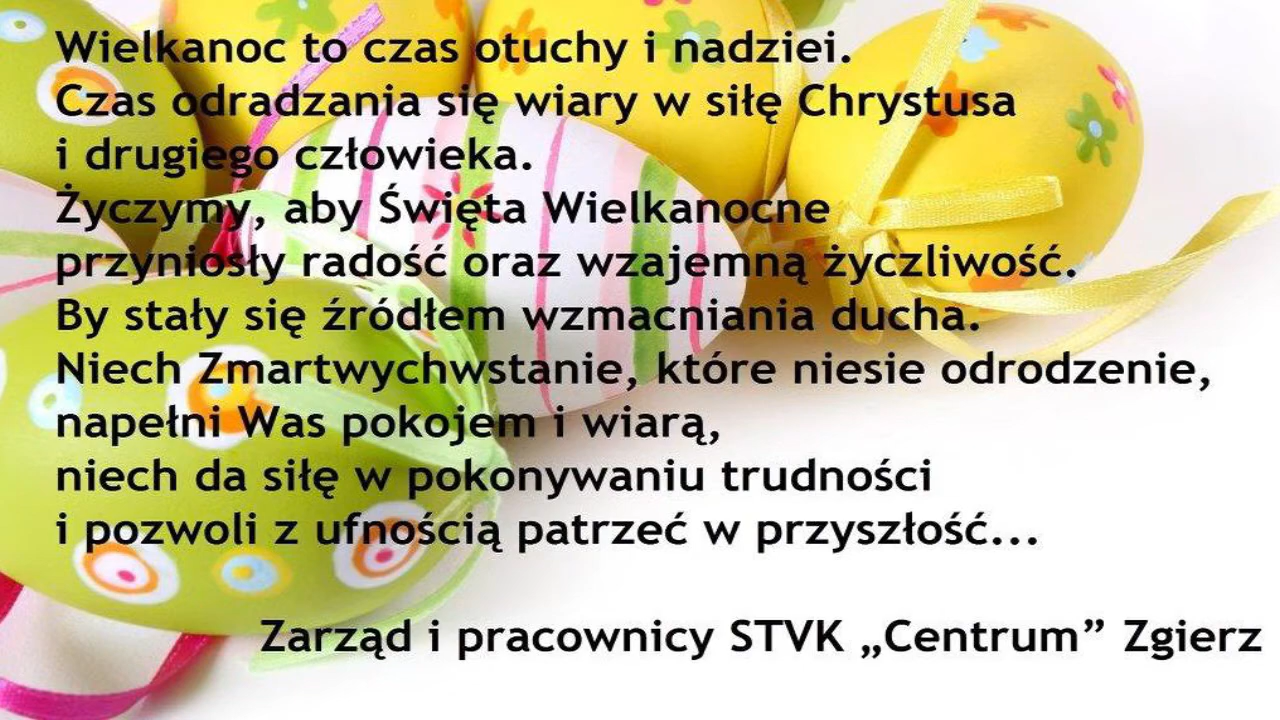 Wielkanoc to czas otuchy i nadziei.
Czas odradzania się wiary w siłę Chrystusa
i drugiego człowieka.
Życzymy, aby Święta Wielkanocne
przyniosły radość oraz wzajemną życzliwość.
By stały się źródłem wzmacniania ducha.
Niech Zmartwychwstanie, które niesie odrodzenie,
napełni Was pokojem i wiarą,
niech da siłę w pokonywaniu trudności
i pozwoli z ufnością patrzeć w przyszłość...
Zarząd i pracownicy STVK „Centrum” Zgierz